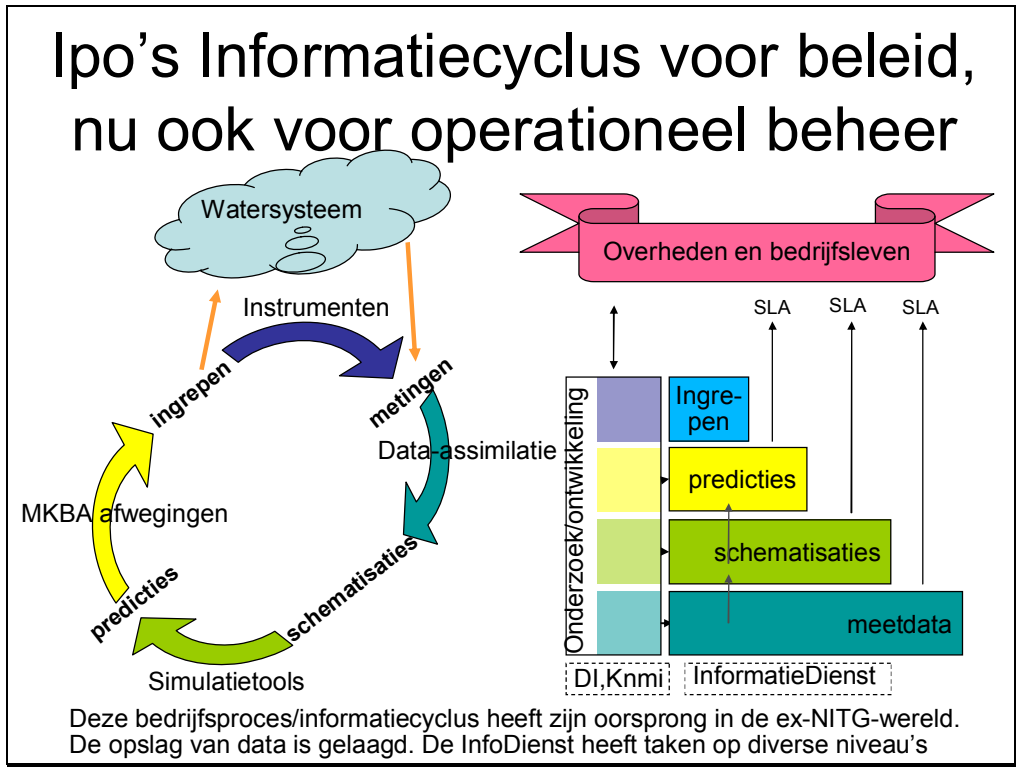 Ipo’s Informatiecyclus voor beleid,
nu ook voor operationeel beheer
Watersysteem
Instrumenten
ingrepen
metingen
Data-assimilatie
MKBA afwegingen
predicties
schematisaties
Simulatietools
Overheden en bedrijfsleven
SLA
SLA
SLA
Onderzoek/ontwikkeling
Ingre-
pen
predicties
schematisaties
meetdata
DI,Knmi
InformatieDienst
Deze bedrijfsproces/informatiecyclus heeft zijn oorsprong in de ex-NITG-wereld.
De opslag van data is gelaagd. De InfoDienst heeft taken op diverse niveau’s